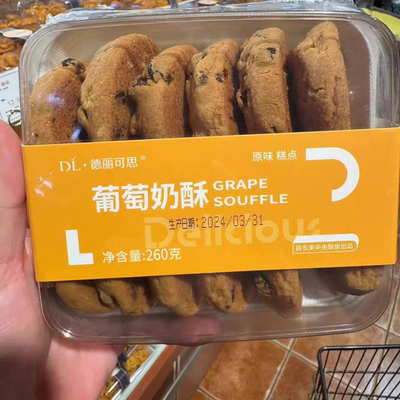 DL·德丽可思®
原味 糕点
葡萄奶酥 GRAPE
SOUFFLE
生产日期: 2024/03/31
Delicious
净含量:260克